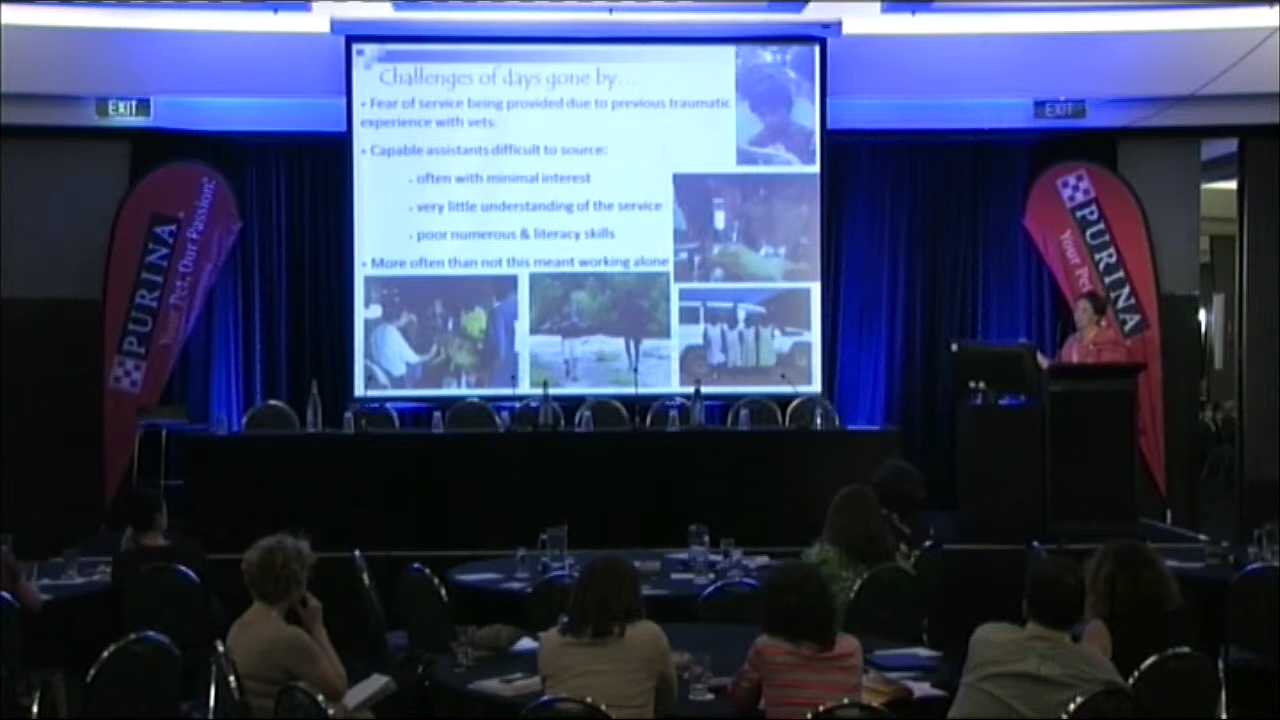 Challenges of days gone by...
• Fear of service being provided due to previous traumatic
experience with vets.
• Capable assistants difficult to source:
• often with minimal interest
• very little understanding of the service
• poor numerous & literacy skills
• More often than not this meant working alone
EXIT
EXIT
PURINA
Your Pet. Our Passion.
PURINA
Your Pet